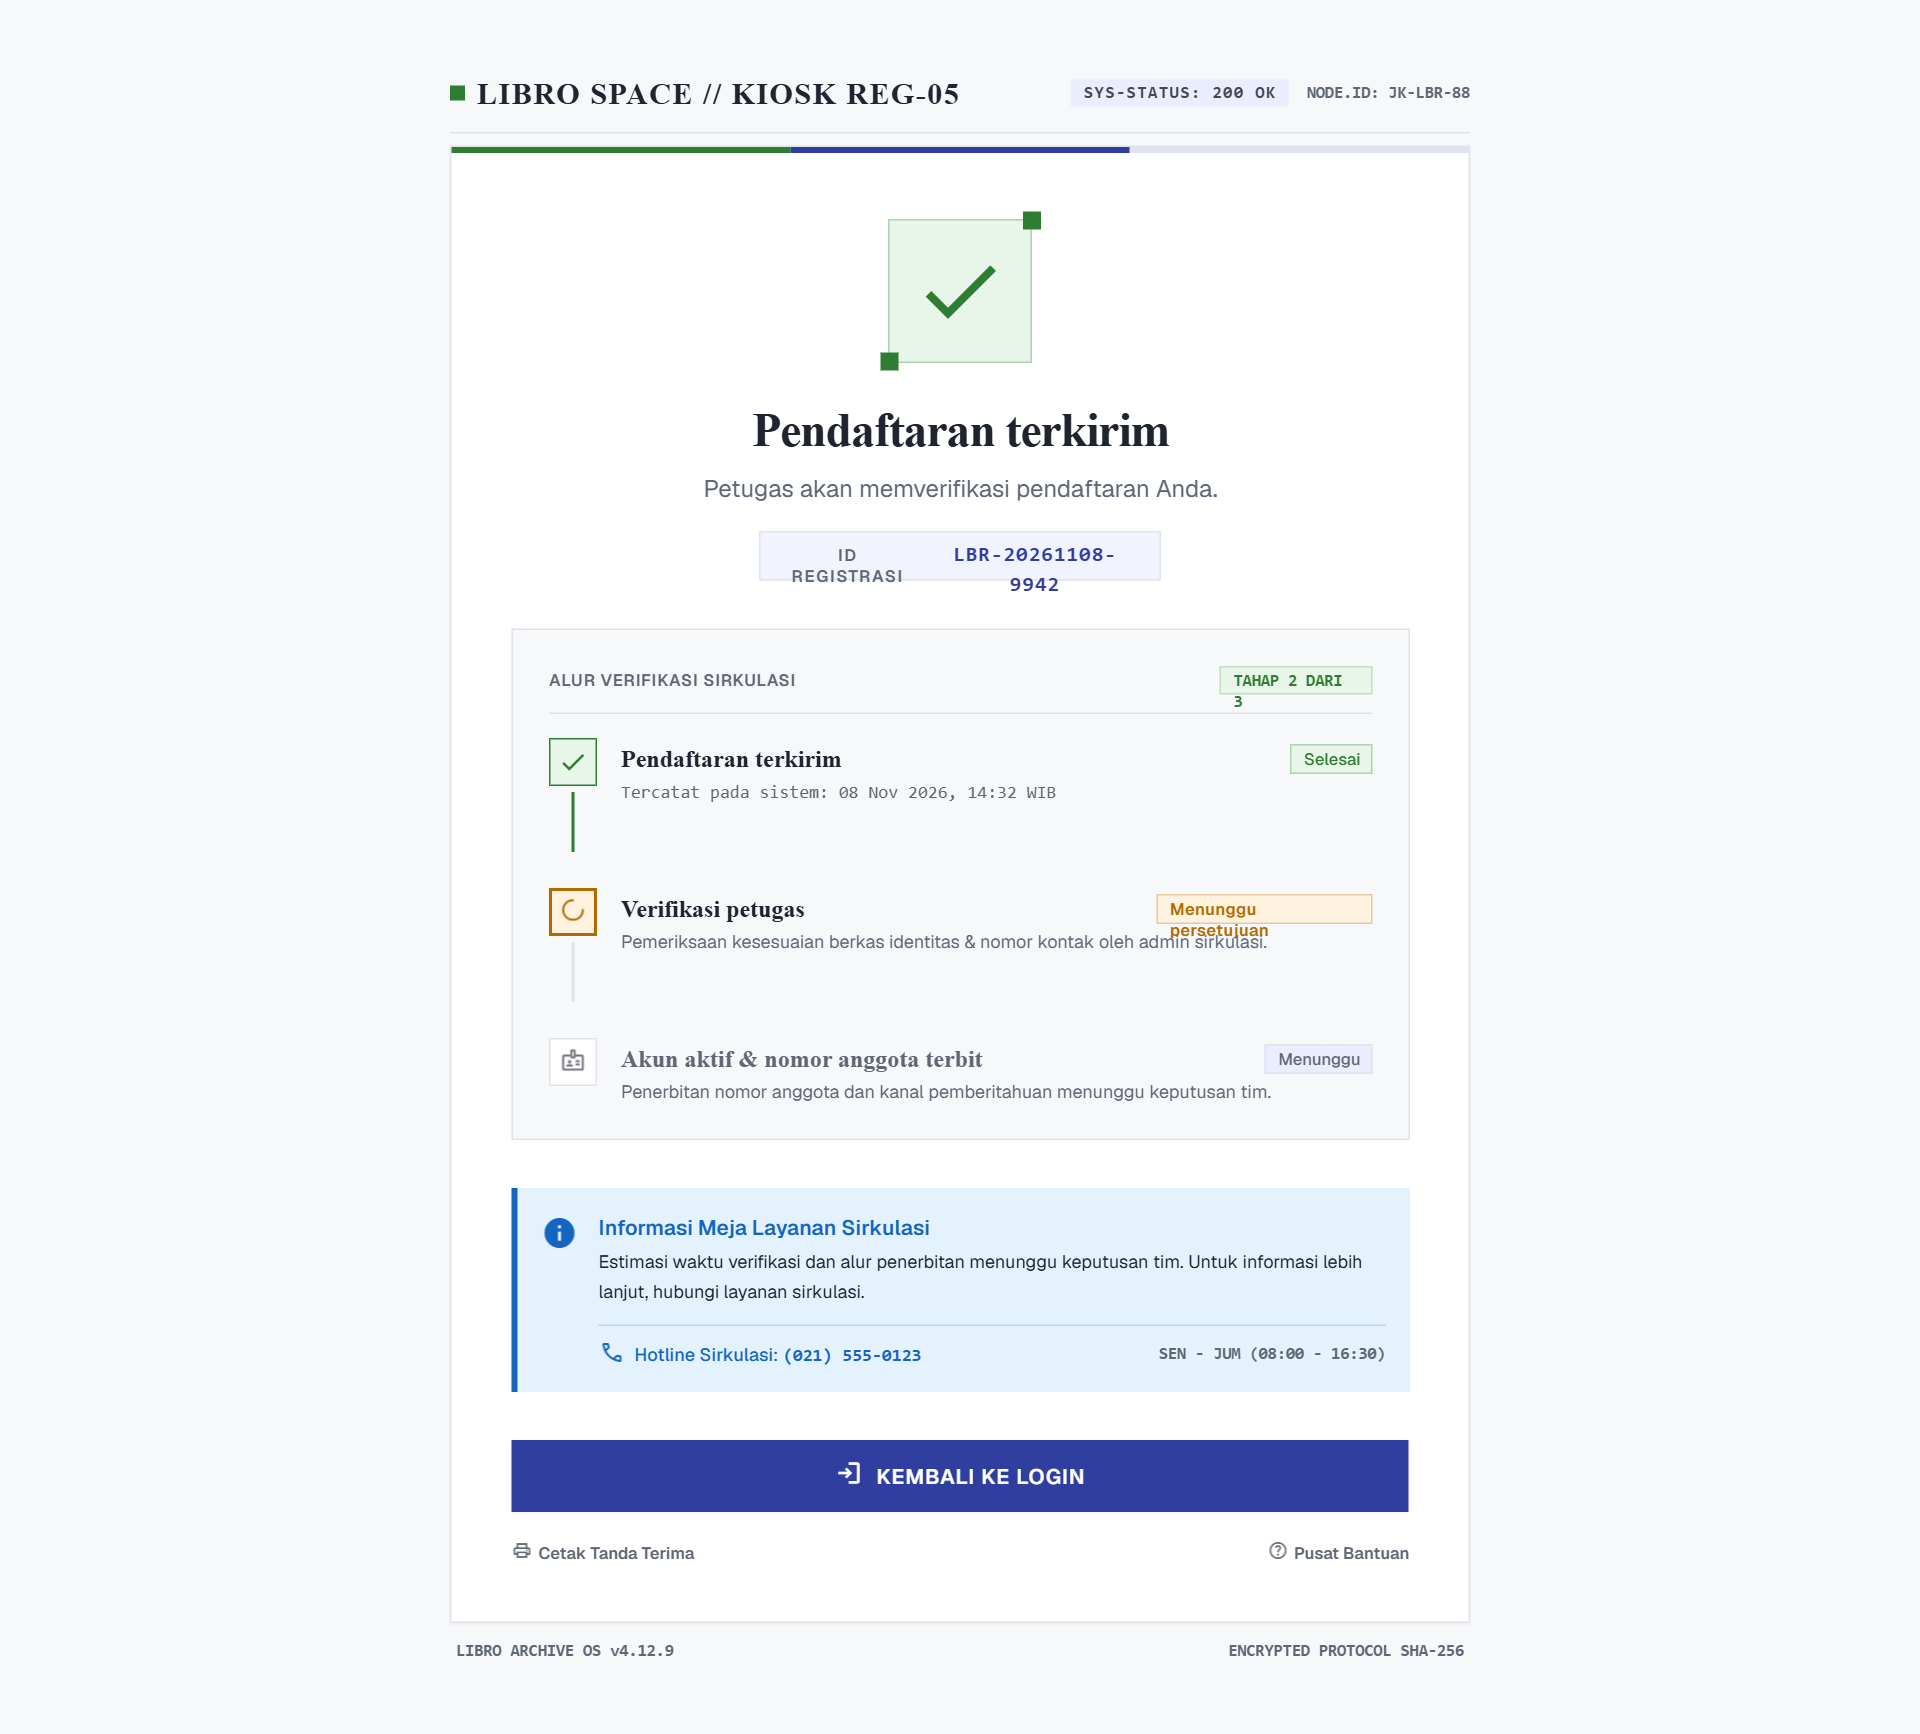 LIBRO SPACE // KIOSK REG-05
SYS-STATUS: 200 OK
NODE.ID: JK-LBR-88
Pendaftaran terkirim
Petugas akan memverifikasi pendaftaran Anda.
ID
REGISTRASI
LBR-20261108-
9942
ALUR VERIFIKASI SIRKULASI
TAHAP 2 DARI
3
Pendaftaran terkirim
Selesai
Tercatat pada sistem: 08 Nov 2026, 14:32 WIB
Verifikasi petugas
Menunggu
persetujuan
Pemeriksaan kesesuaian berkas identitas & nomor kontak oleh admin sirkulasi.
Akun aktif & nomor anggota terbit
Menunggu
Penerbitan nomor anggota dan kanal pemberitahuan menunggu keputusan tim.
Informasi Meja Layanan Sirkulasi
Estimasi waktu verifikasi dan alur penerbitan menunggu keputusan tim. Untuk informasi lebih
lanjut, hubungi layanan sirkulasi.
Hotline Sirkulasi: (021) 555-0123
SEN - JUM (08:00 - 16:30)
KEMBALI KE LOGIN
Cetak Tanda Terima
Pusat Bantuan
LIBRO ARCHIVE OS v4.12.9
ENCRYPTED PROTOCOL SHA-256